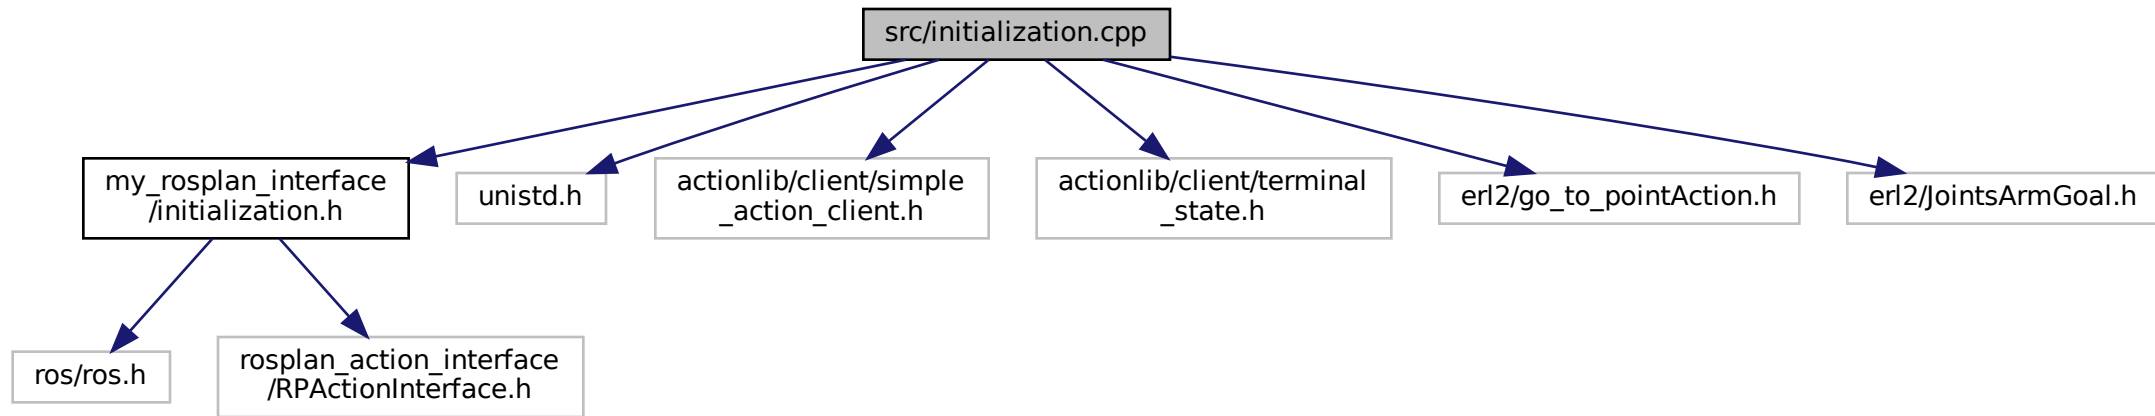 src/initialization.cpp
my_rosplan_interface
/initialization.h
unistd.h
actionlib/client/simple
_action_client.h
actionlib/client/terminal
_state.h
erl2/go_to_pointAction.h
erl2/JointsArmGoal.h
ros/ros.h
rosplan_action_interface
/RPActionInterface.h